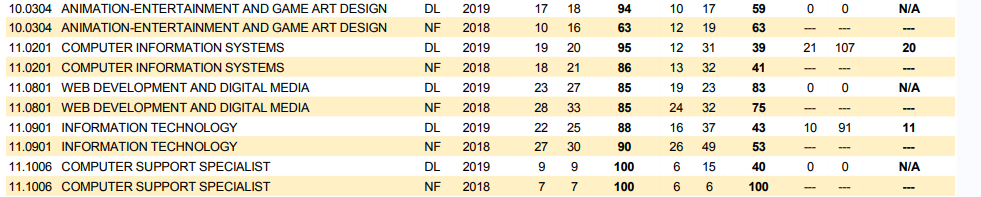 10.0304 ANIMATION-ENTERTAINMENT AND GAME ART DESIGN DL 2019 17 18 94 10 17 59 0 0 N/A
10.0304 ANIMATION-ENTERTAINMENT AND GAME ART DESIGN NF 2018 10 16 63 12 19 63 --- --- ---
11.0201 COMPUTER INFORMATION SYSTEMS DL 2019 19 20 95 12 31 39 21 107 20
11.0201 COMPUTER INFORMATION SYSTEMS NF 2018 18 21 86 13 32 41 --- --- ---
11.0801 WEB DEVELOPMENT AND DIGITAL MEDIA DL 2019 23 27 85 19 23 83 0 0 N/A
11.0801 WEB DEVELOPMENT AND DIGITAL MEDIA NF 2018 28 33 85 24 32 75 --- --- ---
11.0901 INFORMATION TECHNOLOGY DL 2019 22 25 88 16 37 43 10 91 11
11.0901 INFORMATION TECHNOLOGY NF 2018 27 30 90 26 49 53 --- --- ---
11.1006 COMPUTER SUPPORT SPECIALIST DL 2019 9 9 100 6 15 40 0 0 N/A
11.1006 COMPUTER SUPPORT SPECIALIST NF 2018 7 7 100 6 6 100 --- --- ---